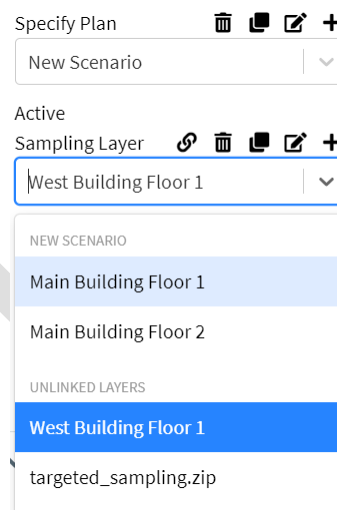 Specify Plan
New Scenario
Active
Sampling Layer
West Building Floor 1
NEW SCENARIO
Main Building Floor 1
Main Building Floor 2
UNLINKED LAYERS
West Building Floor 1
targeted_sampling.zip